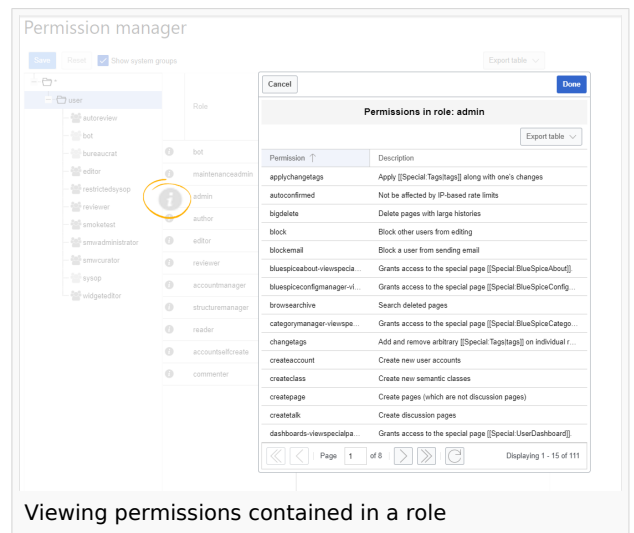 Permission manager
Save Reset Show system groups Export table
*
user
autoreview
bot
bureaucrat
editor
restrictedsysop
reviewer
smoketest
smwadministrator
smwcurator
sysop
widgeteditor
Role
bot
maintenanceadmin
admin
author
editor
reviewer
accountmanager
structuremanager
reader
accountselfcreate
commenter
Cancel Done
Permissions in role: admin
Export table
Permission ↑ Description
applychangetags Apply [[Special:Tags|tags]] along with one's changes
autoconfirmed Not be affected by IP-based rate limits
bigdelete Delete pages with large histories
block Block other users from editing
blockemail Block a user from sending email
bluespiceabout-viewspecia... Grants access to the special page [[Special:BlueSpiceAbout]].
bluespiceconfigmanager-vi... Grants access to the special page [[Special:BlueSpiceConfig...
browsearchive Search deleted pages
categorymanager-viewspe... Grants access to the special page [[Special:BlueSpiceCatego...
changetags Add and remove arbitrary [[Special:Tags|tags]] on individual r...
createaccount Create new user accounts
createclass Create new semantic classes
createpage Create pages (which are not discussion pages)
createtalk Create discussion pages
dashboards-viewspecialpa... Grants access to the special page [[Special:UserDashboard]].
Page 1 of 8 Displaying 1 - 15 of 111
Viewing permissions contained in a role